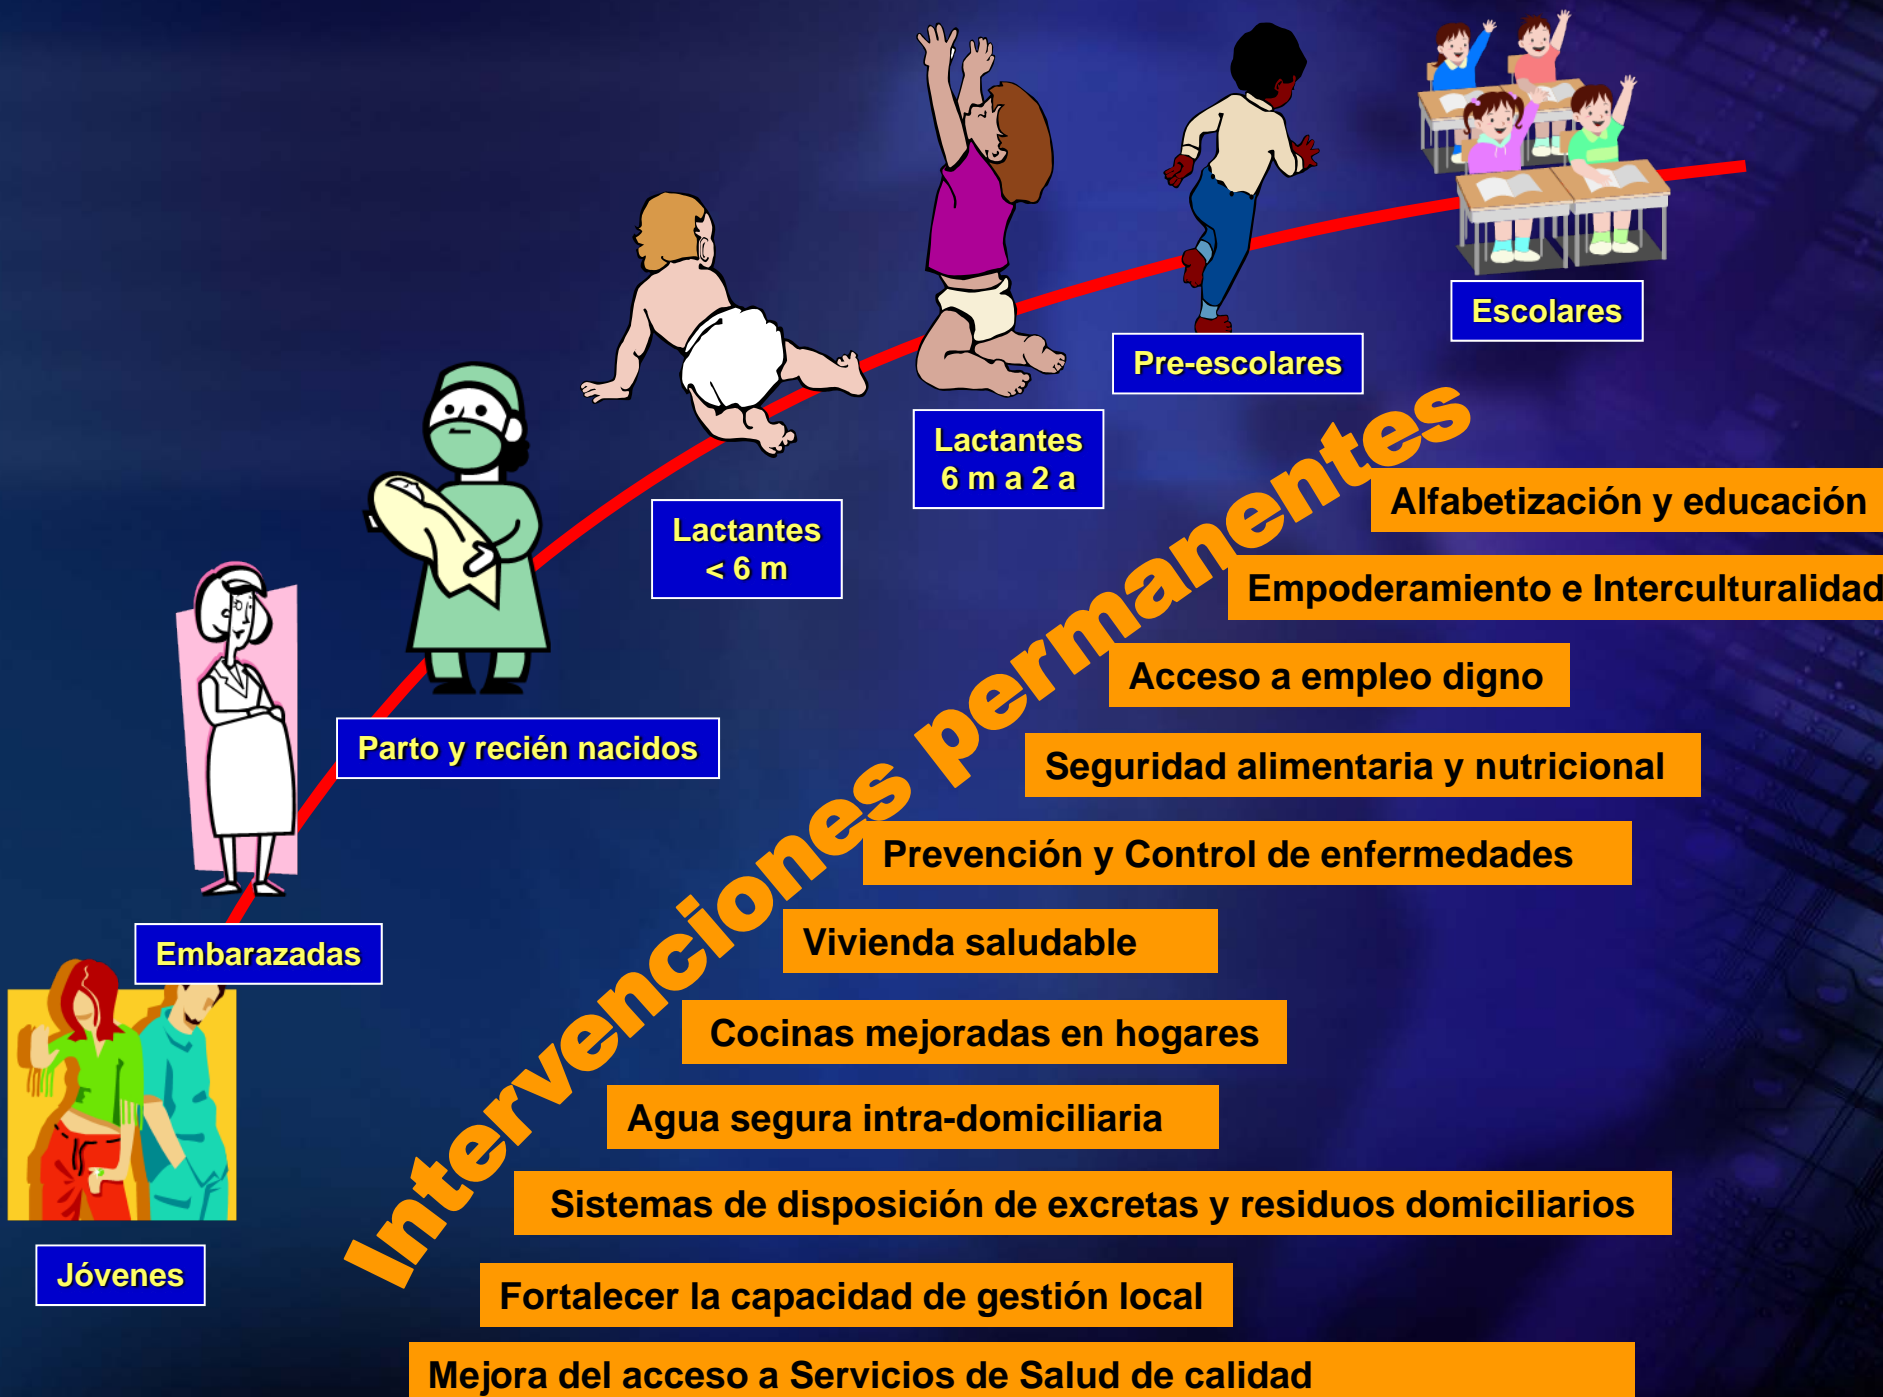 Escolares
Pre-escolares
Lactantes
6 m a 2 a
Lactantes
< 6 m
Parto y recién nacidos
Embarazadas
Jóvenes
Intervenciones permanentes
Alfabetización y educación
Empoderamiento e Interculturalidad
Acceso a empleo digno
Seguridad alimentaria y nutricional
Prevención y Control de enfermedades
Vivienda saludable
Cocinas mejoradas en hogares
Agua segura intra-domiciliaria
Sistemas de disposición de excretas y residuos domiciliarios
Fortalecer la capacidad de gestión local
Mejora del acceso a Servicios de Salud de calidad